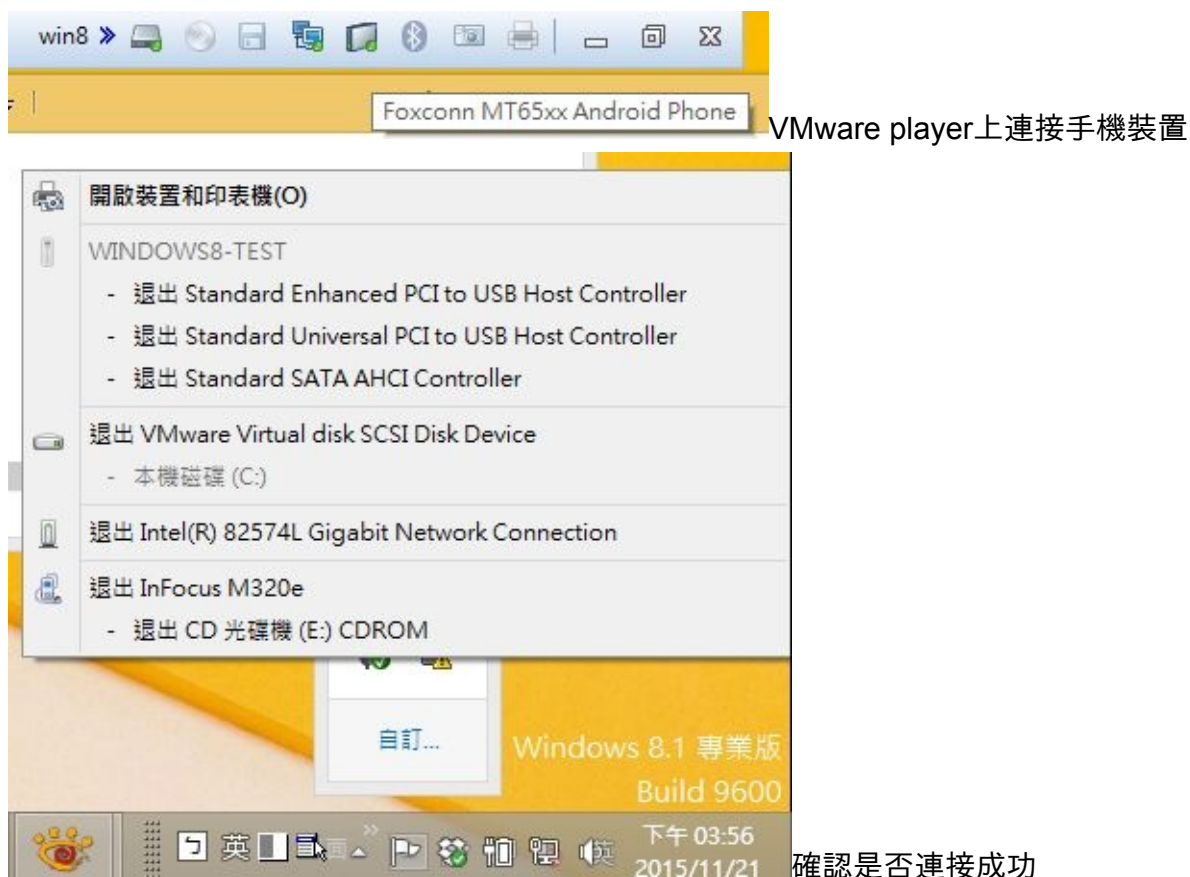 win8
Foxconn MT65xx Android Phone
VMware player上連接手機裝置
開啟裝置和印表機(O)
WINDOWS8-TEST
- 退出 Standard Enhanced PCI to USB Host Controller
- 退出 Standard Universal PCI to USB Host Controller
- 退出 Standard SATA AHCI Controller
退出 VMware Virtual disk SCSI Disk Device
- 本機磁碟 (C:)
退出 Intel(R) 82574L Gigabit Network Connection
退出 InFocus M320e
- 退出 CD 光碟機 (E:) CDROM
自訂...
Windows 8.1 專業版
Build 9600
ㄅ 英
英
下午 03:56
2015/11/21
確認是否連接成功